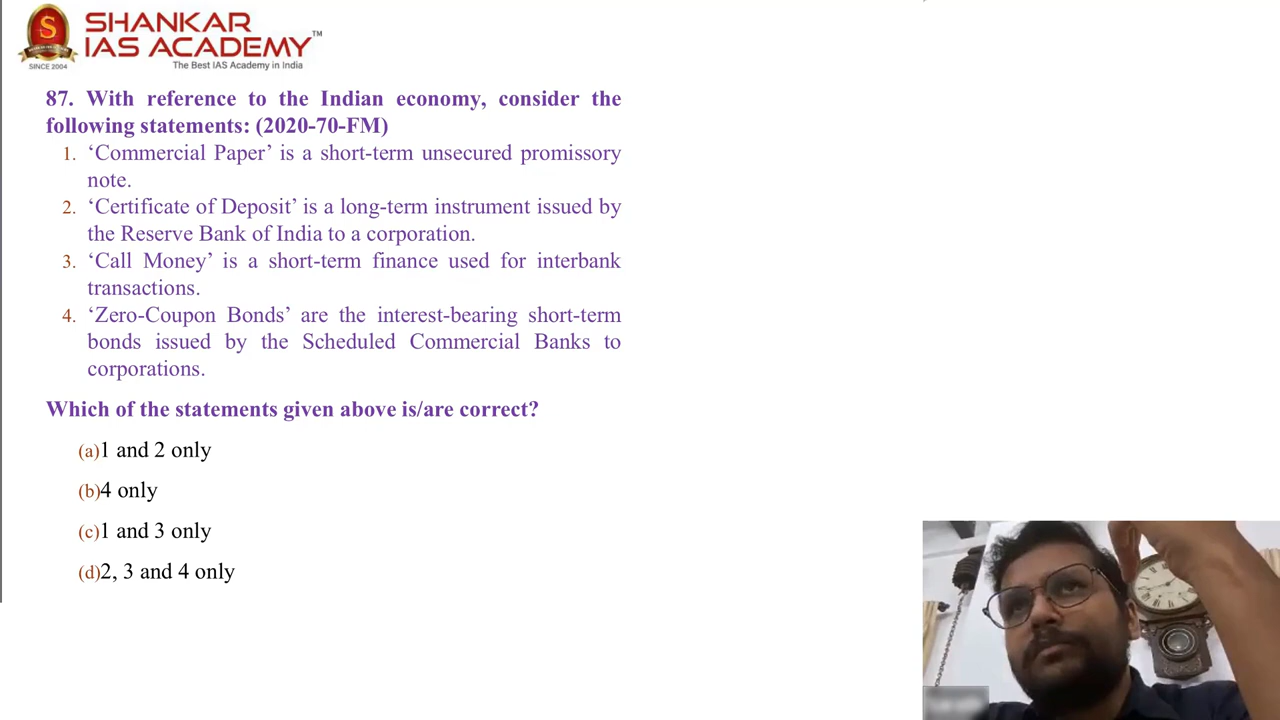 SHANKAR
IAS ACADEMY™
The Best IAS Academy in India
S
SINCE 2004
87. With reference to the Indian economy, consider the
following statements: (2020-70-FM)
1. ‘Commercial Paper’ is a short-term unsecured promissory
note.
2. ‘Certificate of Deposit’ is a long-term instrument issued by
the Reserve Bank of India to a corporation.
3. ‘Call Money’ is a short-term finance used for interbank
transactions.
4. ‘Zero-Coupon Bonds’ are the interest-bearing short-term
bonds issued by the Scheduled Commercial Banks to
corporations.
Which of the statements given above is/are correct?
(a)1 and 2 only
(b)4 only
(c)1 and 3 only
(d)2, 3 and 4 only